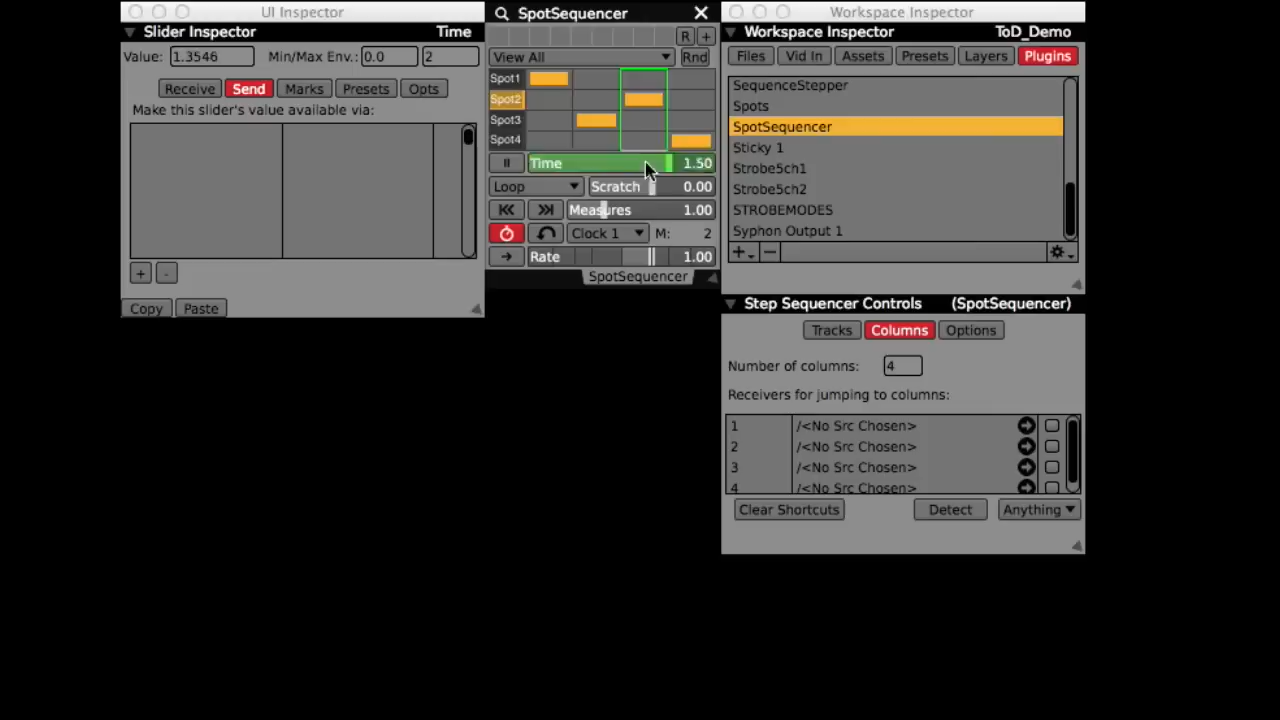 UI Inspector
Slider Inspector Time
Value: 1.3546 Min/Max Env.: 0.0 2
Receive Send Marks Presets Opts
Make this slider's value available via:
+ -
Copy Paste
SpotSequencer
R +
View All Rnd
Spot1
Spot2
Spot3
Spot4
Time 1.50
Loop Scratch 0.00
Measures 1.00
Clock 1 M: 2
Rate 1.00
SpotSequencer
Workspace Inspector
Workspace Inspector ToD_Demo
Files Vid In Assets Presets Layers Plugins
SequenceStepper
Spots
SpotSequencer
Sticky 1
Strobe5ch1
Strobe5ch2
STROBEMODES
Syphon Output 1
Step Sequencer Controls (SpotSequencer)
Tracks Columns Options
Number of columns: 4
Receivers for jumping to columns:
1 /<No Src Chosen>
2 /<No Src Chosen>
3 /<No Src Chosen>
4 /<No Src Chosen>
Clear Shortcuts Detect Anything